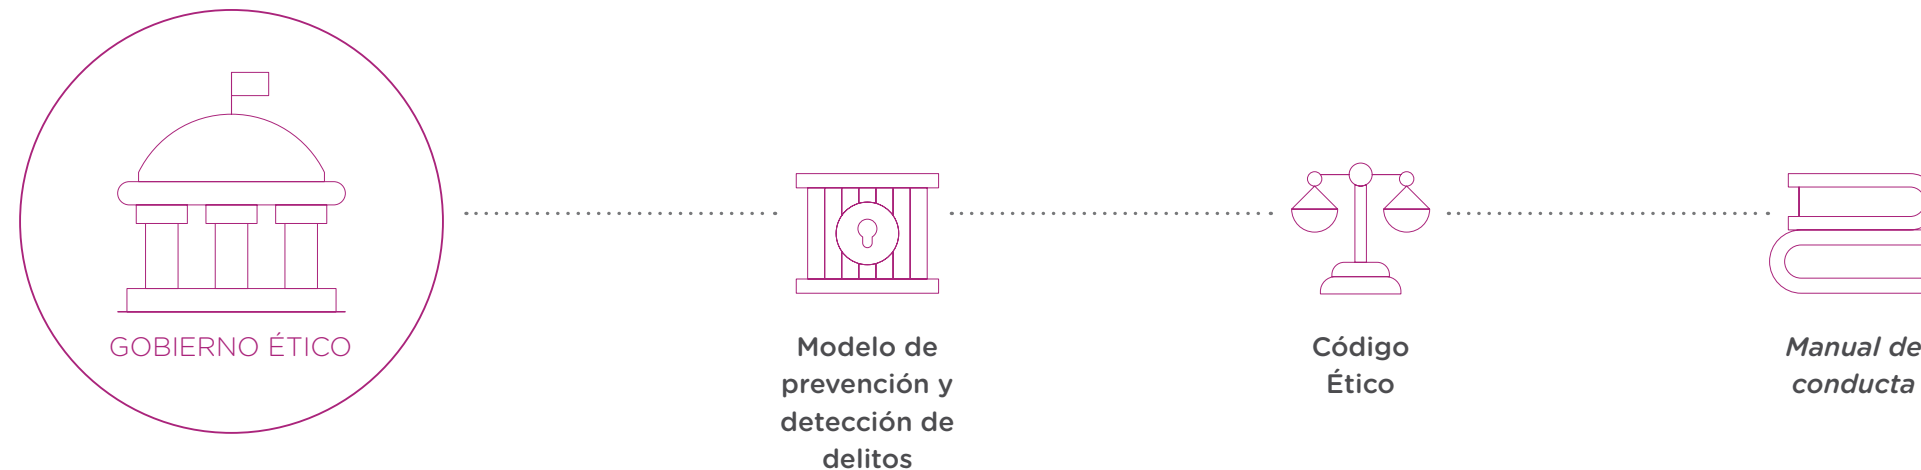 GOBIERNO ÉTICO
Modelo de
prevención y
detección de
delitos
Código
Ético
Manual de
conducta